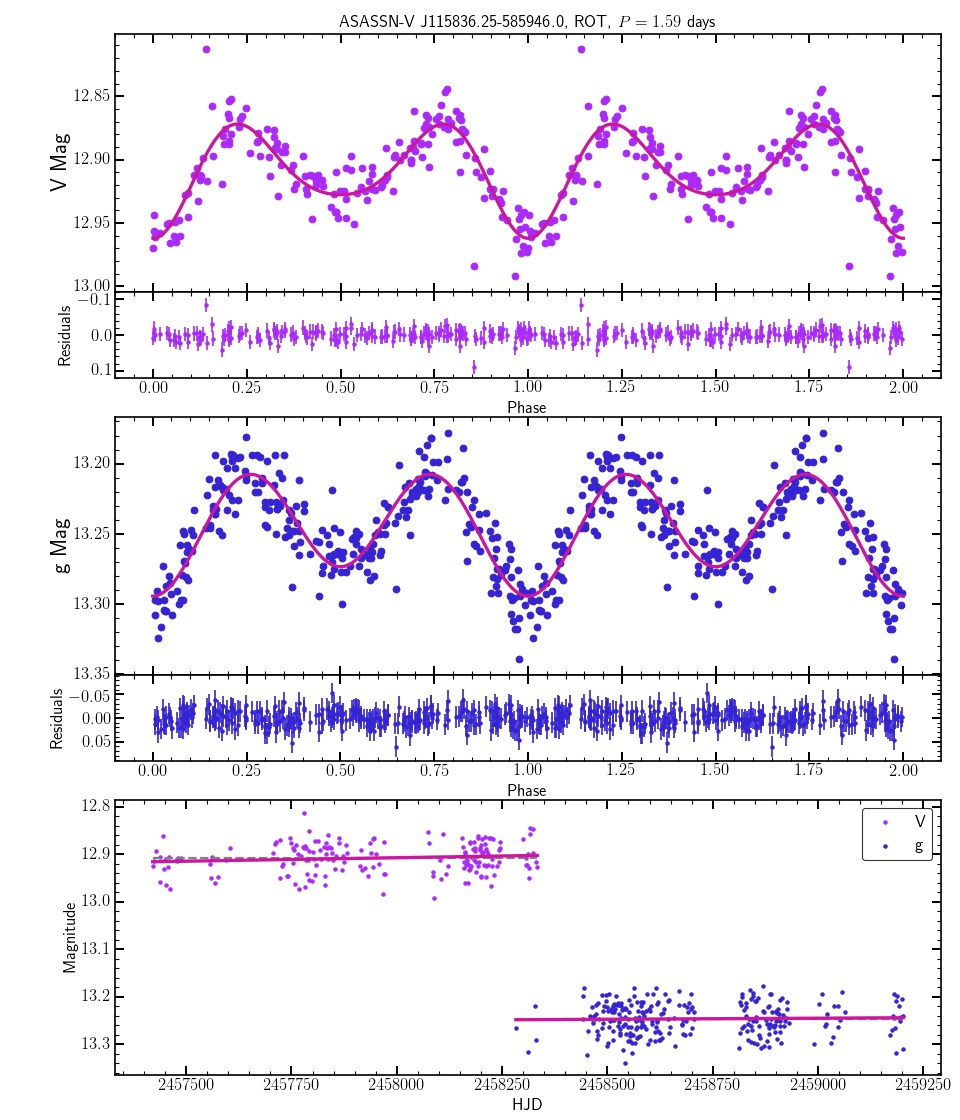 ASASSN-V J115836.25-585946.0, ROT, P = 1.59 days
V Mag
12.85
12.90
12.95
13.00
Residuals
−0.1
0.0
0.1
0.00 0.25 0.50 0.75 1.00 1.25 1.50 1.75 2.00
Phase
g Mag
13.20
13.25
13.30
13.35
Residuals
−0.05
0.00
0.05
0.00 0.25 0.50 0.75 1.00 1.25 1.50 1.75 2.00
Phase
Magnitude
12.8
12.9
13.0
13.1
13.2
13.3
V
g
2457500 2457750 2458000 2458250 2458500 2458750 2459000 2459250
HJD